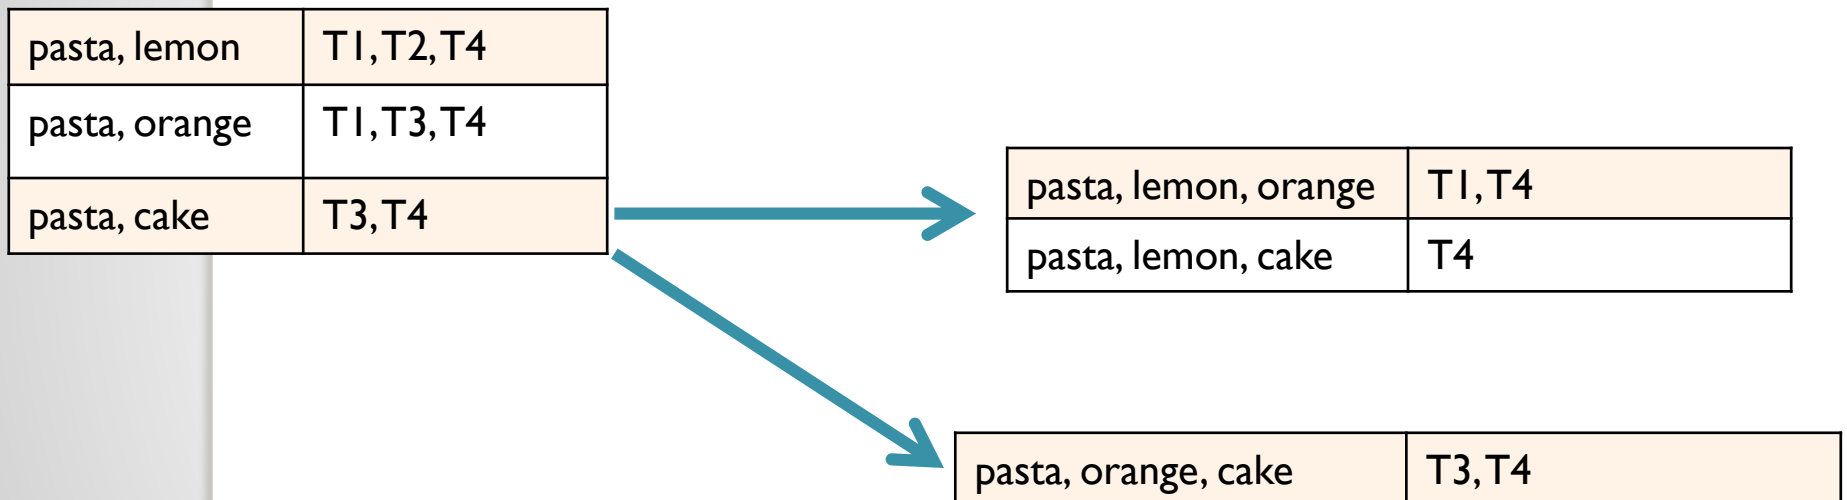 pasta, lemon T1, T2, T4
pasta, orange T1, T3, T4
pasta, cake T3, T4
pasta, lemon, orange T1, T4
pasta, lemon, cake T4
pasta, orange, cake T3, T4